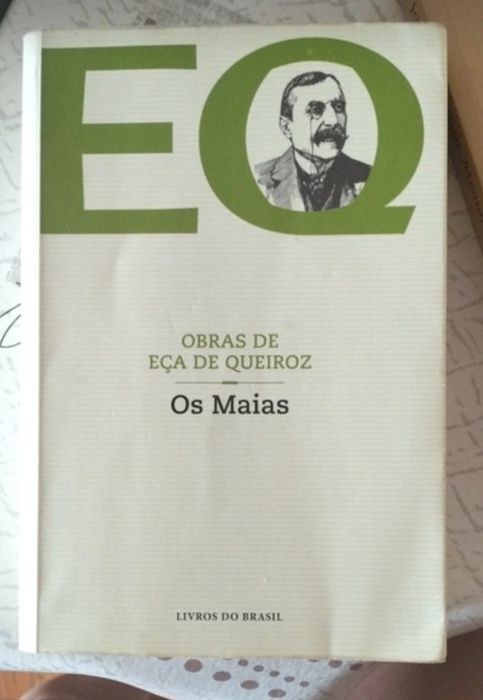 EQ
OBRAS DE
EÇA DE QUEIROZ
Os Maias
LIVROS DO BRASIL